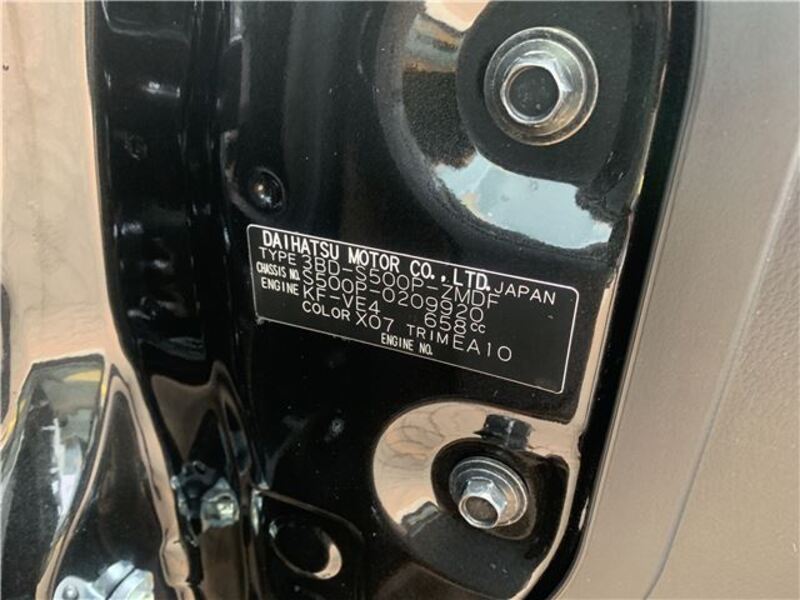 DAIHATSU MOTOR CO.,LTD. JAPAN
TYPE 3BD-S500P-ZMDF
CHASSIS NO. S500P-0209920
ENGINE KF-VE4 658cc
COLOR X07 TRIM EA10
ENGINE NO.